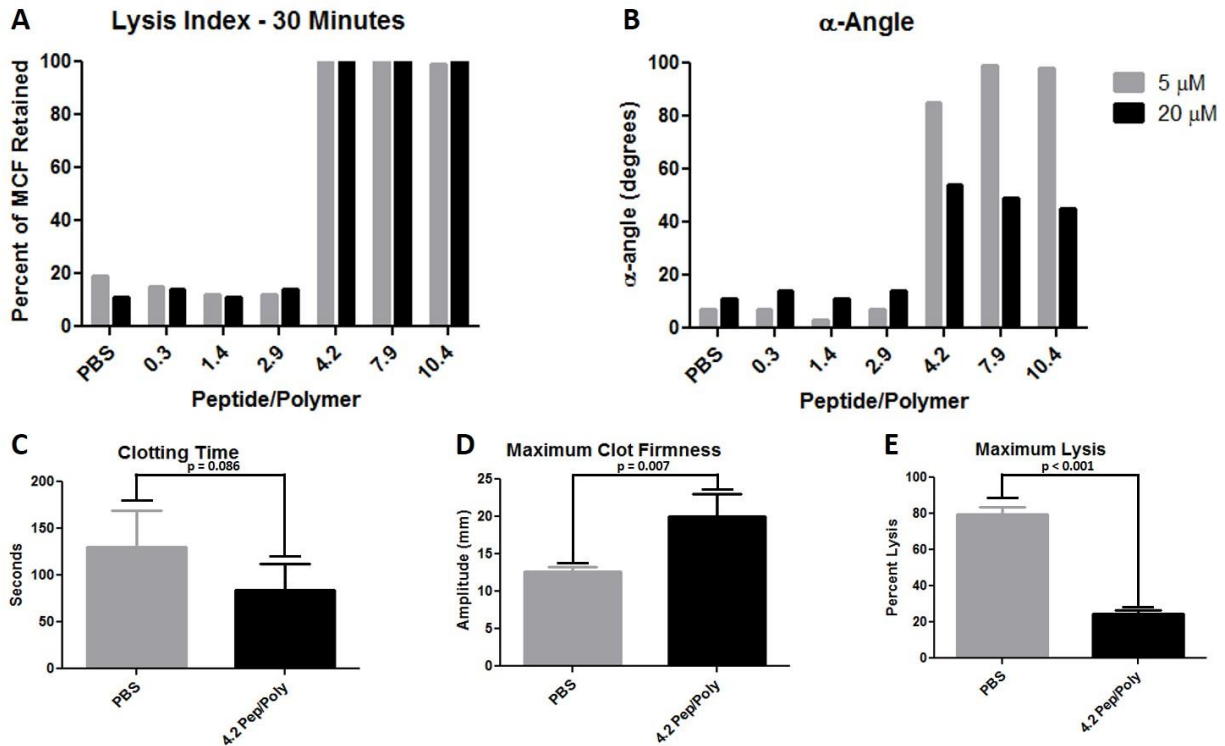 A
Lysis Index - 30 Minutes
Percent of MCF Retained
100
80
60
40
20
0
PBS
0.3
1.4
2.9
4.2
7.9
10.4
Peptide/Polymer
B
α-Angle
α-angle (degrees)
100
80
60
40
20
0
PBS
0.3
1.4
2.9
4.2
7.9
10.4
Peptide/Polymer
5 μM
20 μM
C
Clotting Time
p = 0.086
Seconds
200
150
100
50
0
PBS
4.2 Pep/Poly
D
Maximum Clot Firmness
p = 0.007
Amplitude (mm)
25
20
15
10
5
0
PBS
4.2 Pep/Poly
E
Maximum Lysis
p < 0.001
Percent Lysis
100
80
60
40
20
0
PBS
4.2 Pep/Poly